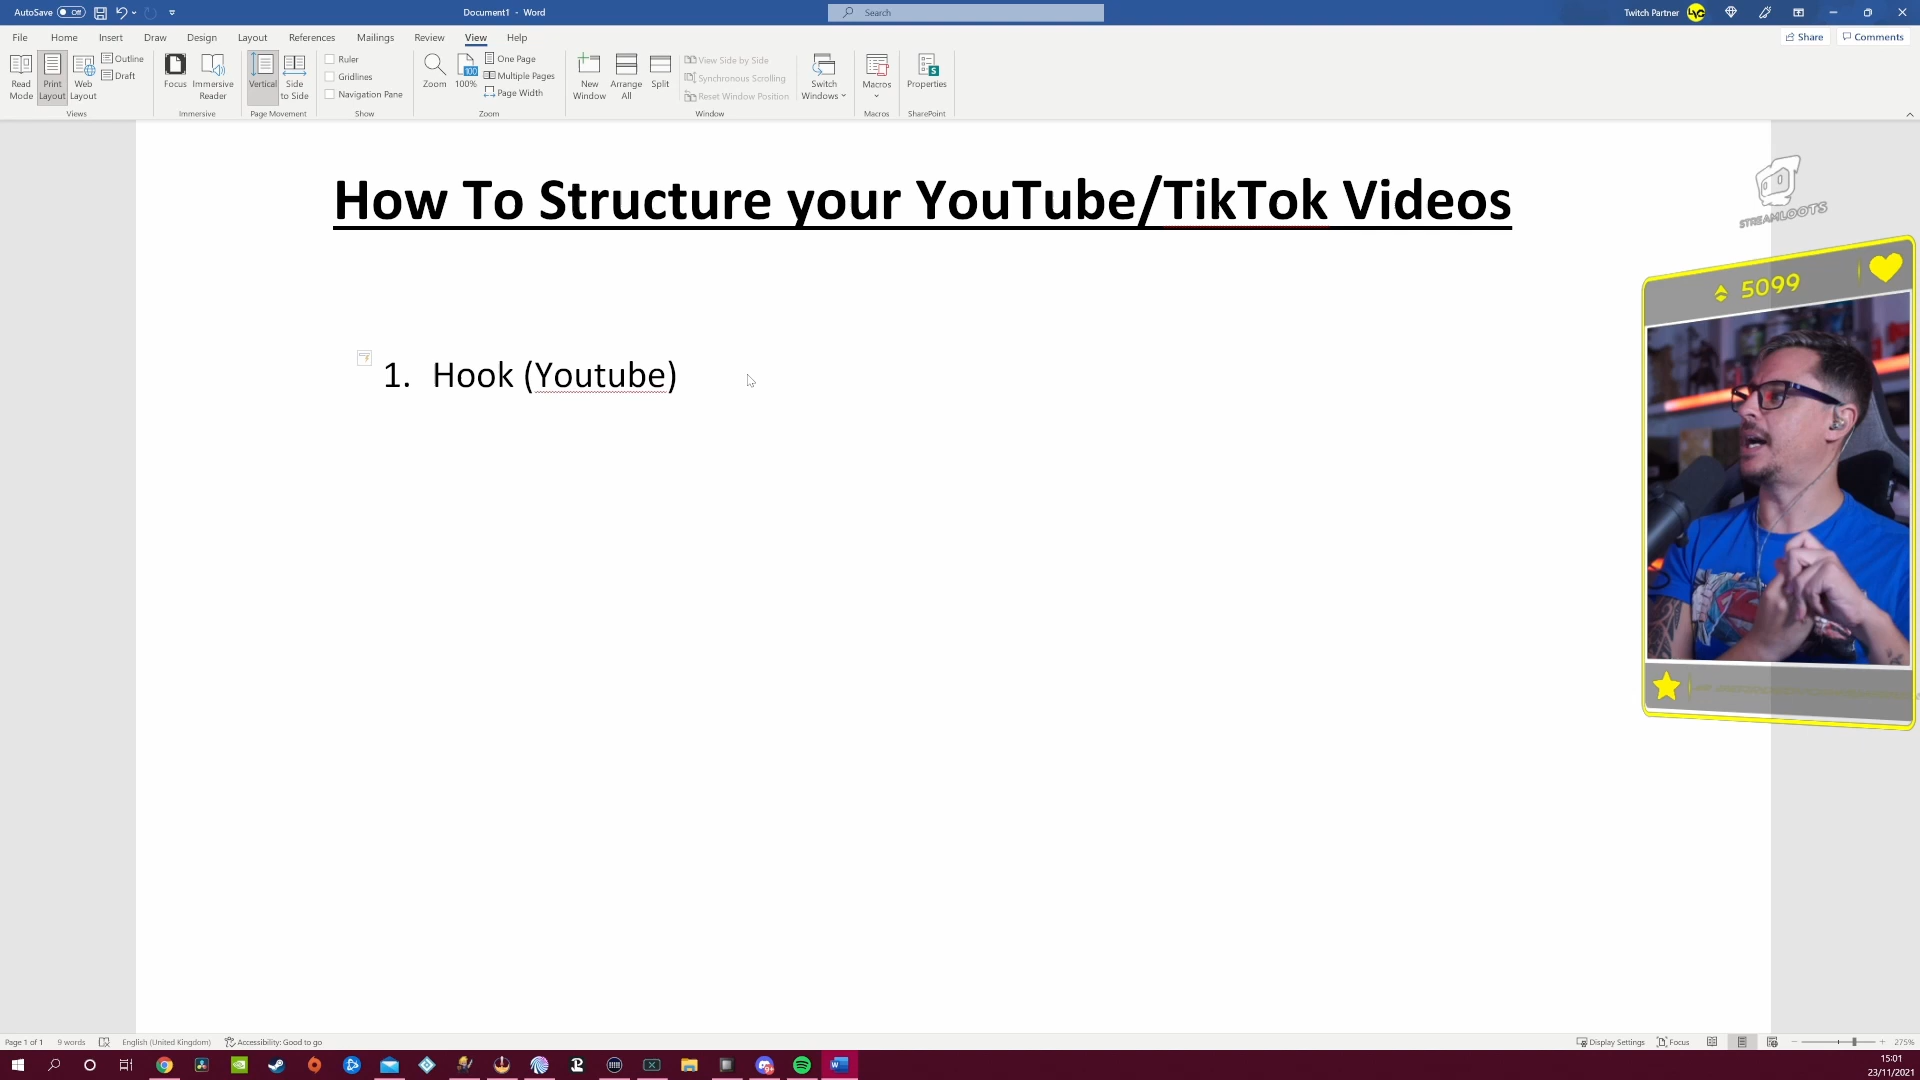 AutoSave Off
Document1 - Word
Search
Twitch Partner
LVC
File Home Insert Draw Design Layout References Mailings Review View Help
Share
Comments
Read Mode
Print Layout
Web Layout
Outline
Draft
Views
Focus
Immersive Reader
Immersive
Vertical
Side to Side
Page Movement
Ruler
Gridlines
Navigation Pane
Show
Zoom
100
100%
One Page
Multiple Pages
Page Width
Zoom
New Window
Arrange All
Split
View Side by Side
Synchronous Scrolling
Reset Window Position
Switch Windows
Window
Macros
Macros
Properties
SharePoint
How To Structure your YouTube/TikTok Videos
STREAMLOOTS
5099
1. Hook (Youtube)
Page 1 of 1 9 words English (United Kingdom) Accessibility: Good to go
Display Settings Focus 275%
15:01
23/11/2021